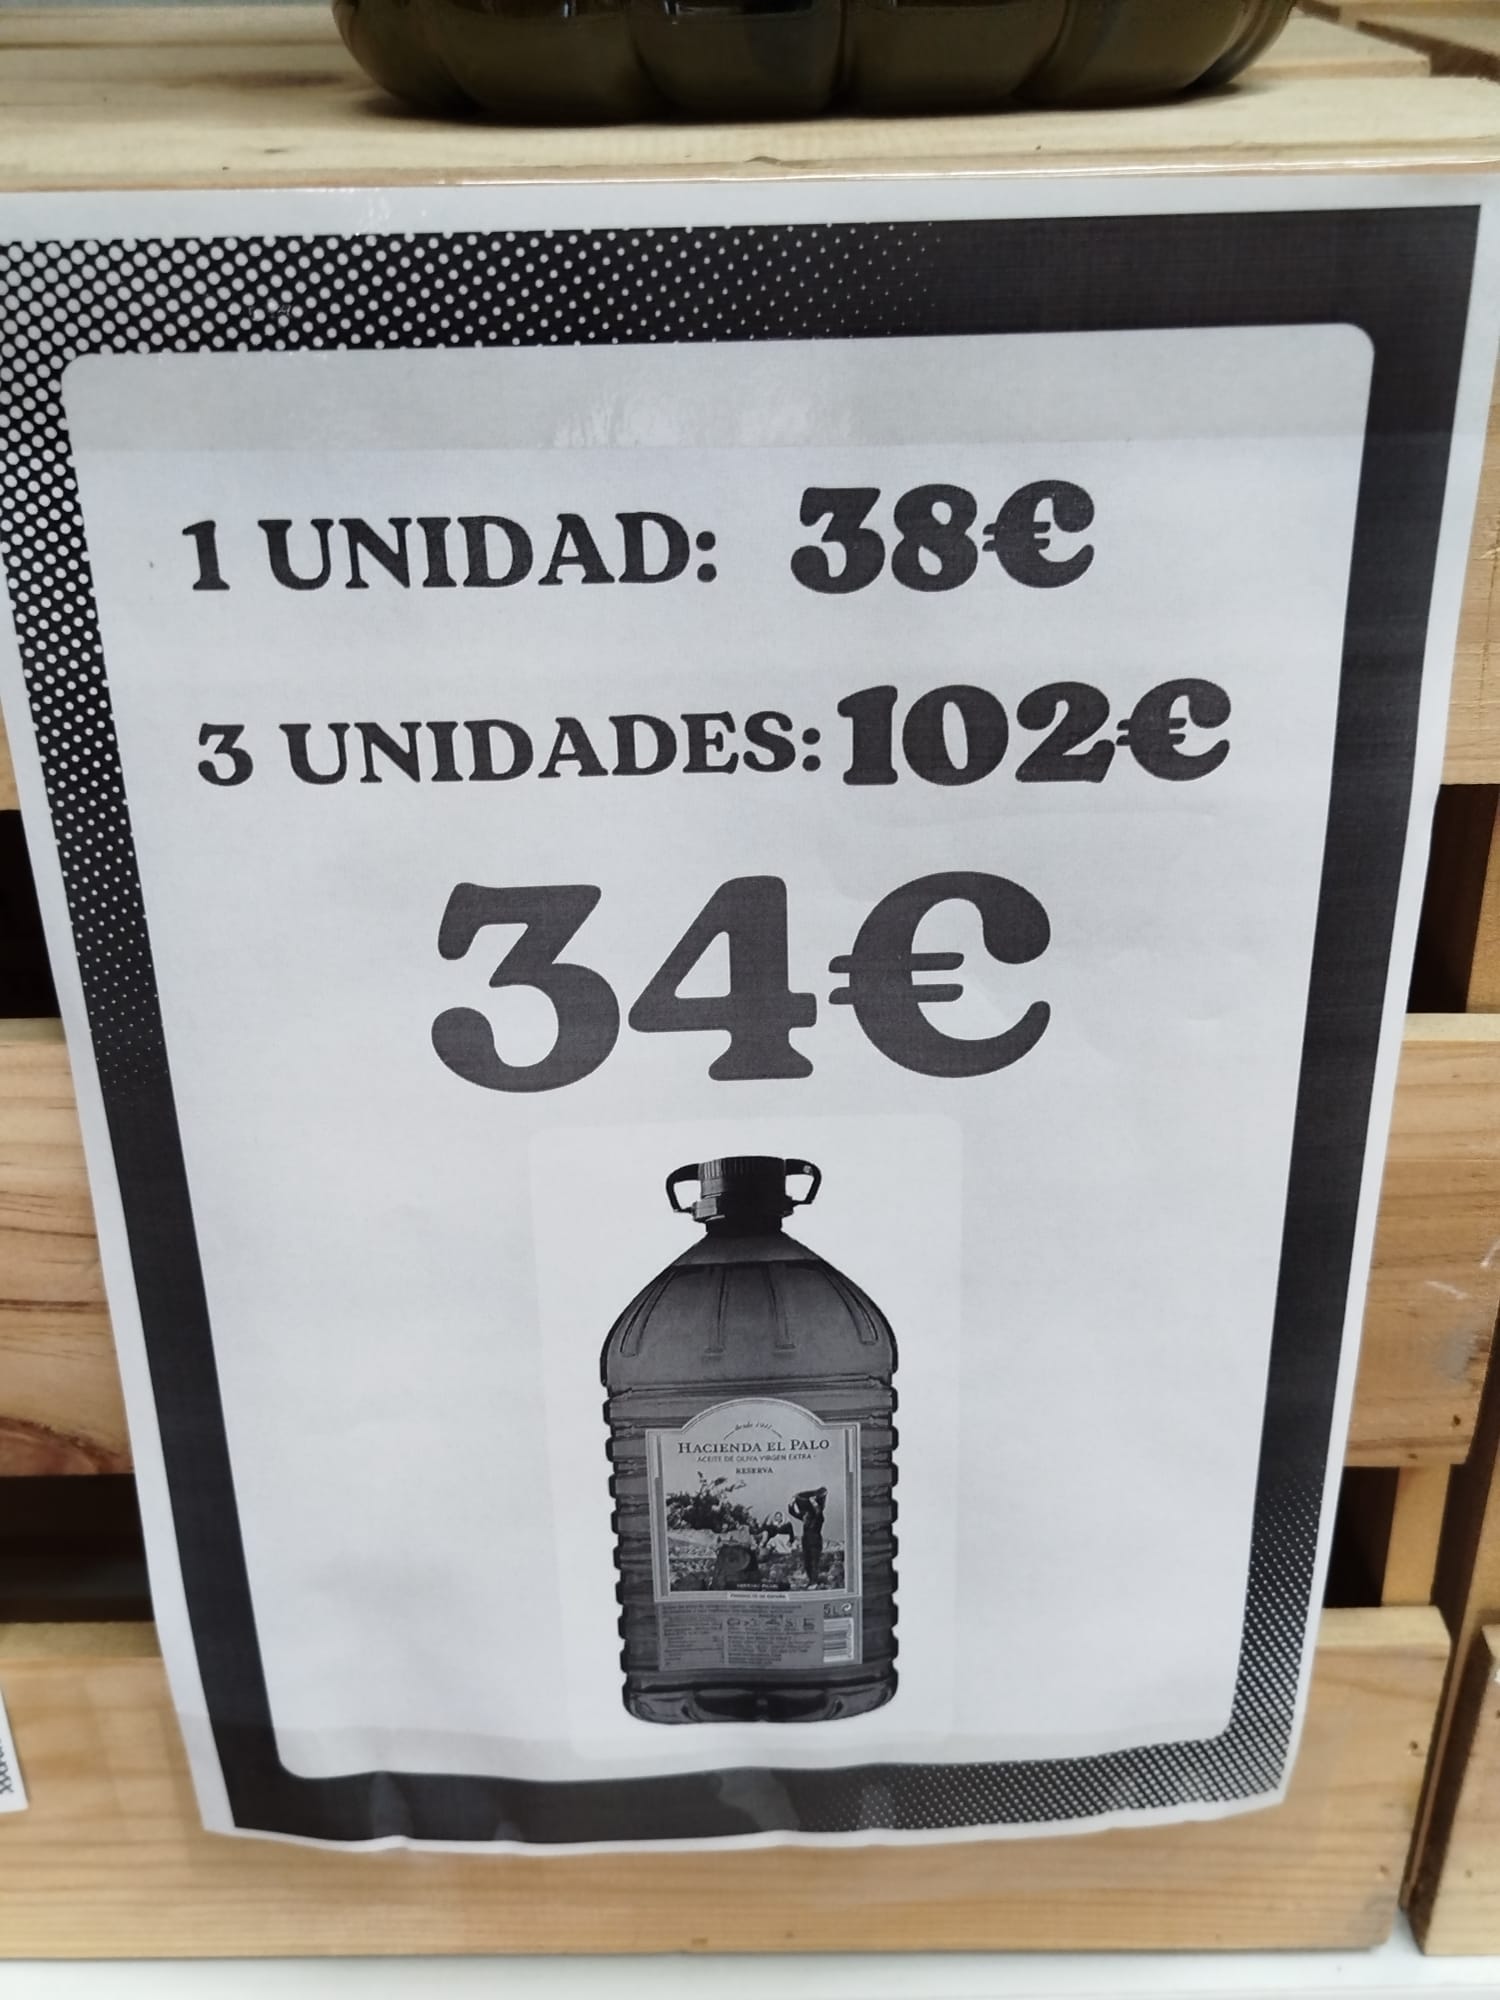 1 UNIDAD: 38€
3 UNIDADES: 102€
34€
HACIENDA EL PALO
ACEITE DE OLIVA VIRGEN EXTRA
RESERVA
5L